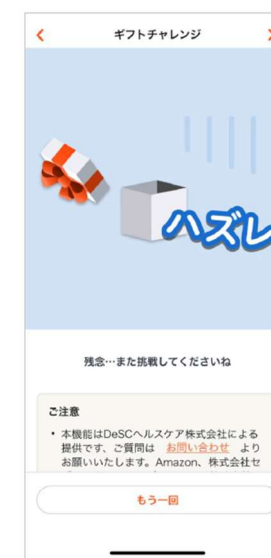 ギフトチャレンジ
ハズレ
残念…また挑戦してくださいね
ご注意
・本機能はDeSCヘルスケア株式会社による
提供です、ご質問は お問い合わせ より
お願いいたします。Amazon、株式会社セ
もう一回